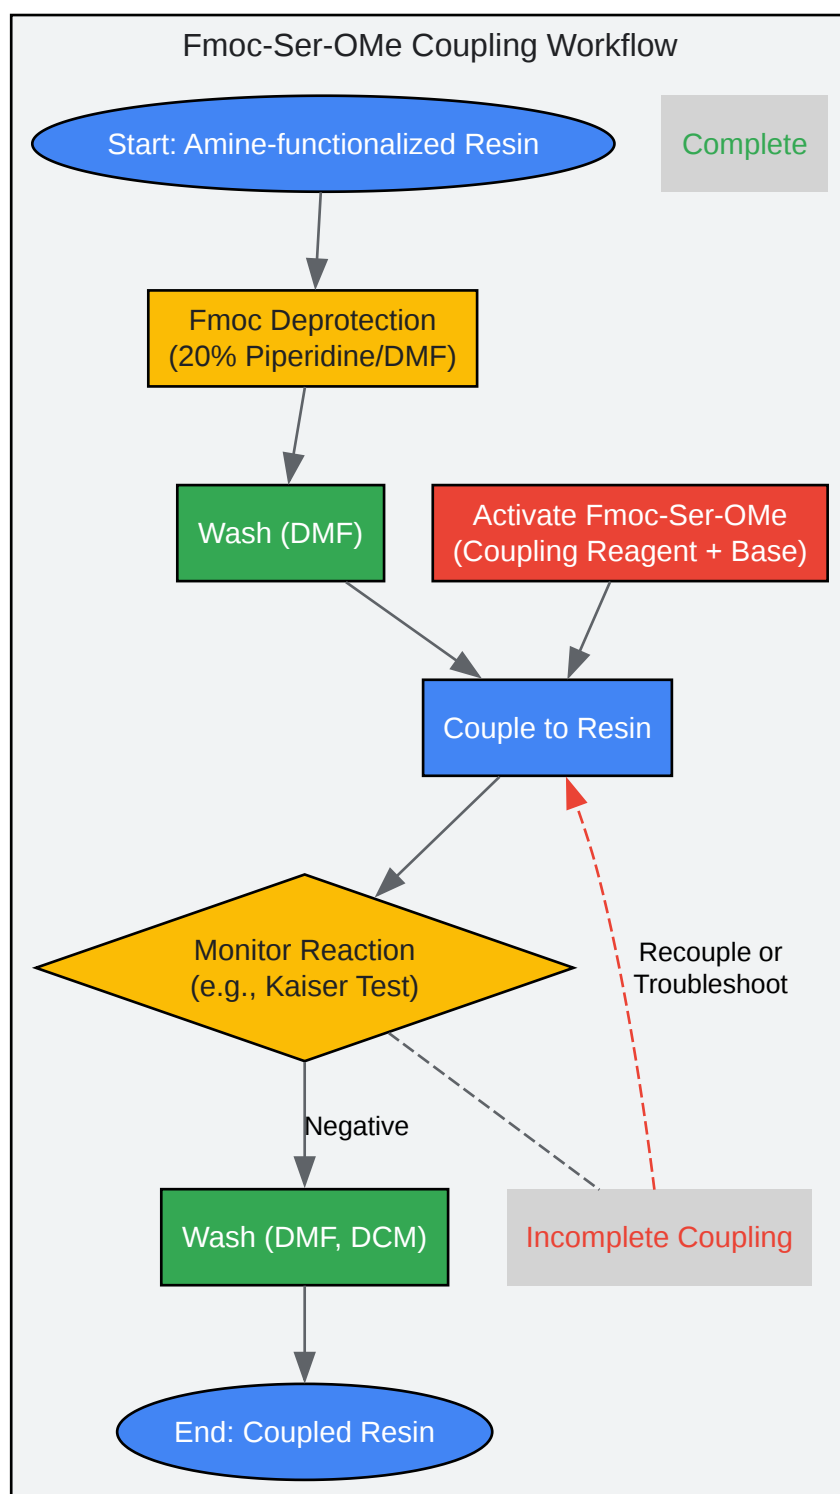 Fmoc-Ser-OMe Coupling Workflow
Start: Amine-functionalized Resin
Complete
Fmoc Deprotection
(20% Piperidine/DMF)
Wash (DMF)
Activate Fmoc-Ser-OMe
(Coupling Reagent + Base)
Couple to Resin
Monitor Reaction
(e.g., Kaiser Test)
Recouple or
Troubleshoot
Negative
Wash (DMF, DCM)
Incomplete Coupling
End: Coupled Resin